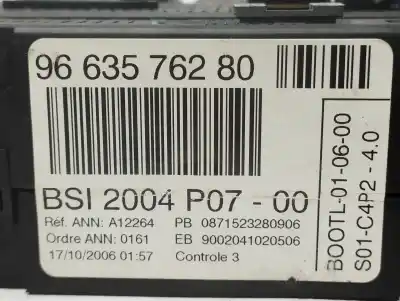 96 635 762 80
BSI 2004 P07 - 00
Réf. ANN: A12264 PB 0871523280906
Ordre ANN: 0161 EB 9002041020506
17/10/2006 01:57 Controle 3
BOOTL-01-06-00
S01-C4P2 - 4.0